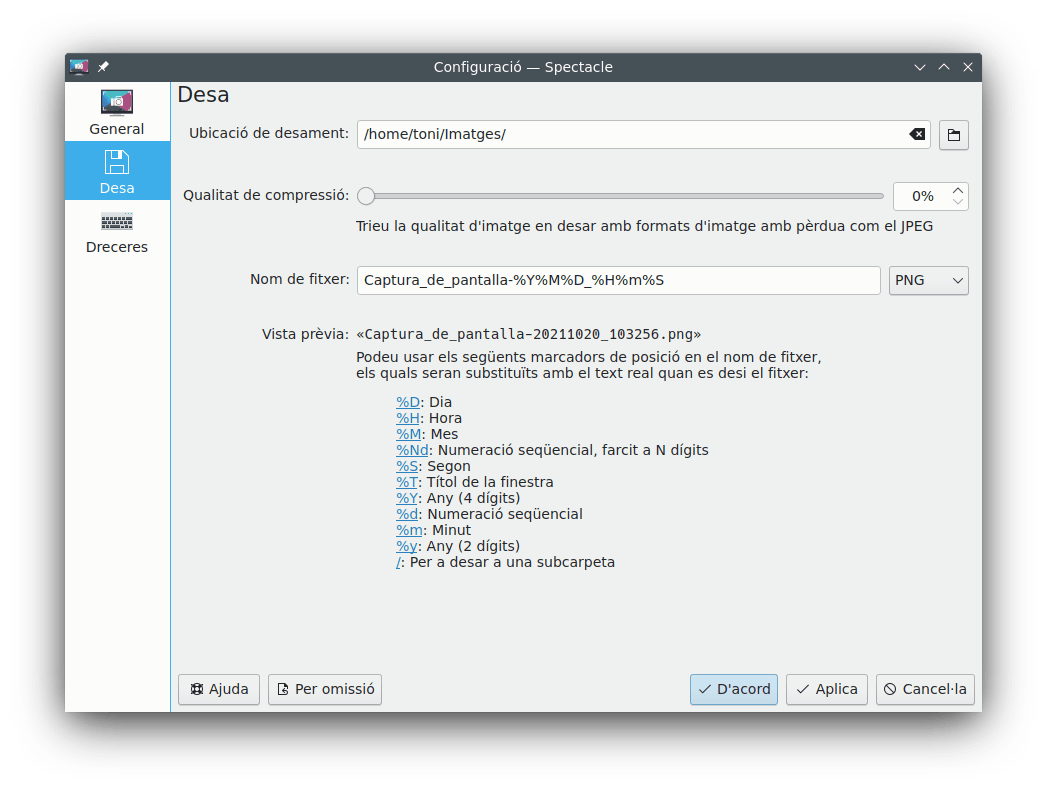 Configuració — Spectacle
General
Desa
Dreceres
Desa
Ubicació de desament: /home/toni/Imatges/
Qualitat de compressió: 0%
Trieu la qualitat d'imatge en desar amb formats d'imatge amb pèrdua com el JPEG
Nom de fitxer: Captura_de_pantalla-%Y%M%D_%H%m%S PNG
Vista prèvia: «Captura_de_pantalla-20211020_103256.png»
Podeu usar els següents marcadors de posició en el nom de fitxer,
els quals seran substituïts amb el text real quan es desi el fitxer:
%D: Dia
%H: Hora
%M: Mes
%Nd: Numeració seqüencial, farcit a N dígits
%S: Segon
%T: Títol de la finestra
%Y: Any (4 dígits)
%d: Numeració seqüencial
%m: Minut
%y: Any (2 dígits)
/: Per a desar a una subcarpeta
Ajuda Per omissió D'acord Aplica Cancel·la